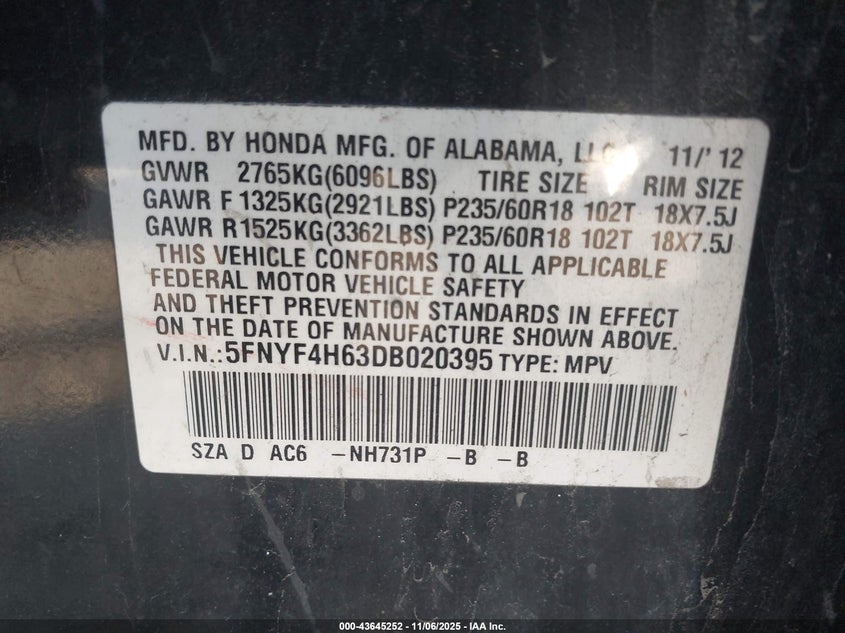 MFD. BY HONDA MFG. OF ALABAMA, LLC 11/'12
GVWR 2765KG(6096LBS) TIRE SIZE RIM SIZE
GAWR F 1325KG(2921LBS) P235/60R18 102T 18X7.5J
GAWR R1525KG(3362LBS) P235/60R18 102T 18X7.5J
THIS VEHICLE CONFORMS TO ALL APPLICABLE
FEDERAL MOTOR VEHICLE SAFETY
AND THEFT PREVENTION STANDARDS IN EFFECT
ON THE DATE OF MANUFACTURE SHOWN ABOVE.
V.I.N.:5FNYF4H63DB020395 TYPE: MPV
SZA D AC6 -NH731P -B -B
000-43645252 - 11/06/2025 - IAA Inc.